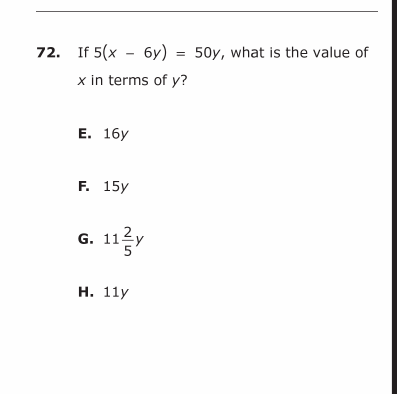 72. If 5(x – 6y) = 50y, what is the value of
x in terms of y?
E. 16y
F. 15y
G. 11 2/5 y
H. 11y